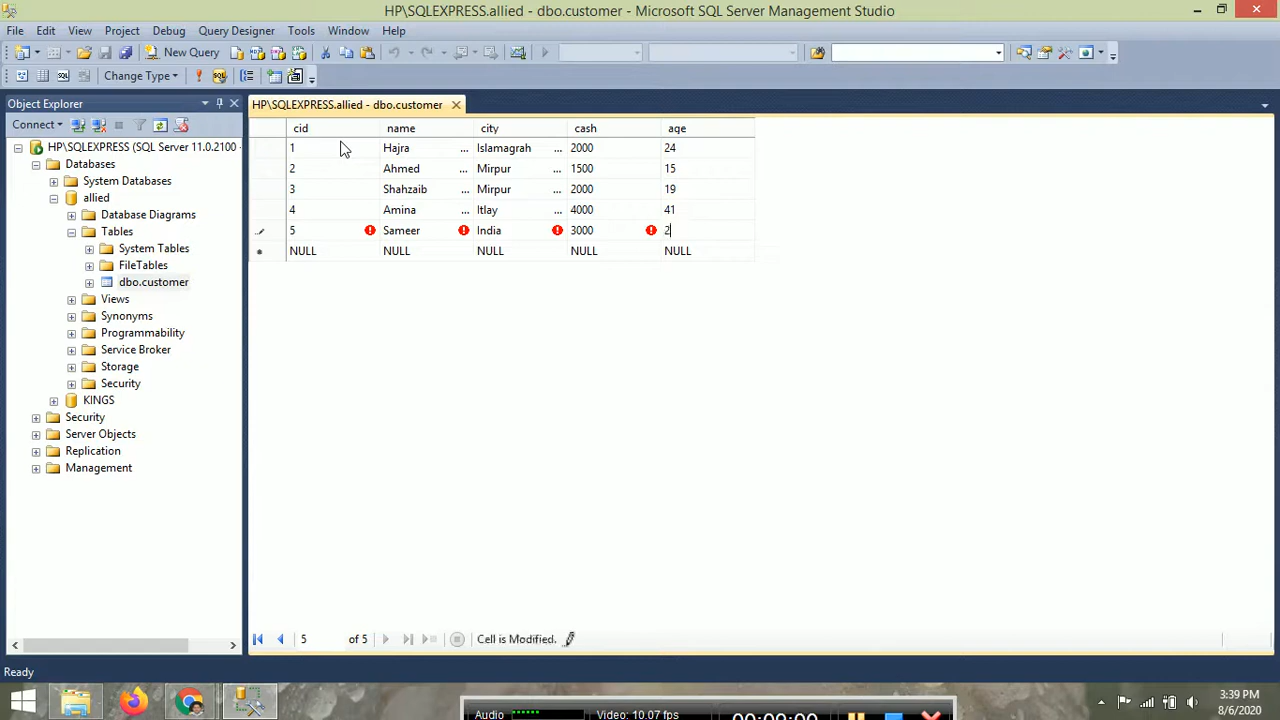 HP\SQLEXPRESS.allied - dbo.customer - Microsoft SQL Server Management Studio
File Edit View Project Debug Query Designer Tools Window Help
New Query
Change Type
Object Explorer
HP\SQLEXPRESS.allied - dbo.customer
Connect
HP\SQLEXPRESS (SQL Server 11.0.2100 -
Databases
System Databases
allied
Database Diagrams
Tables
System Tables
FileTables
dbo.customer
Views
Synonyms
Programmability
Service Broker
Storage
Security
KINGS
Security
Server Objects
Replication
Management
cid name city cash age
1 Hajra ... Islamagrah ... 2000 24
2 Ahmed ... Mirpur ... 1500 15
3 Shahzaib ... Mirpur ... 2000 19
4 Amina ... Itlay ... 4000 41
5 Sameer India 3000 2
NULL NULL NULL NULL NULL
5 of 5 Cell is Modified.
Ready
Audio Video: 10.07 fps 00:00:00
3:39 PM
8/6/2020